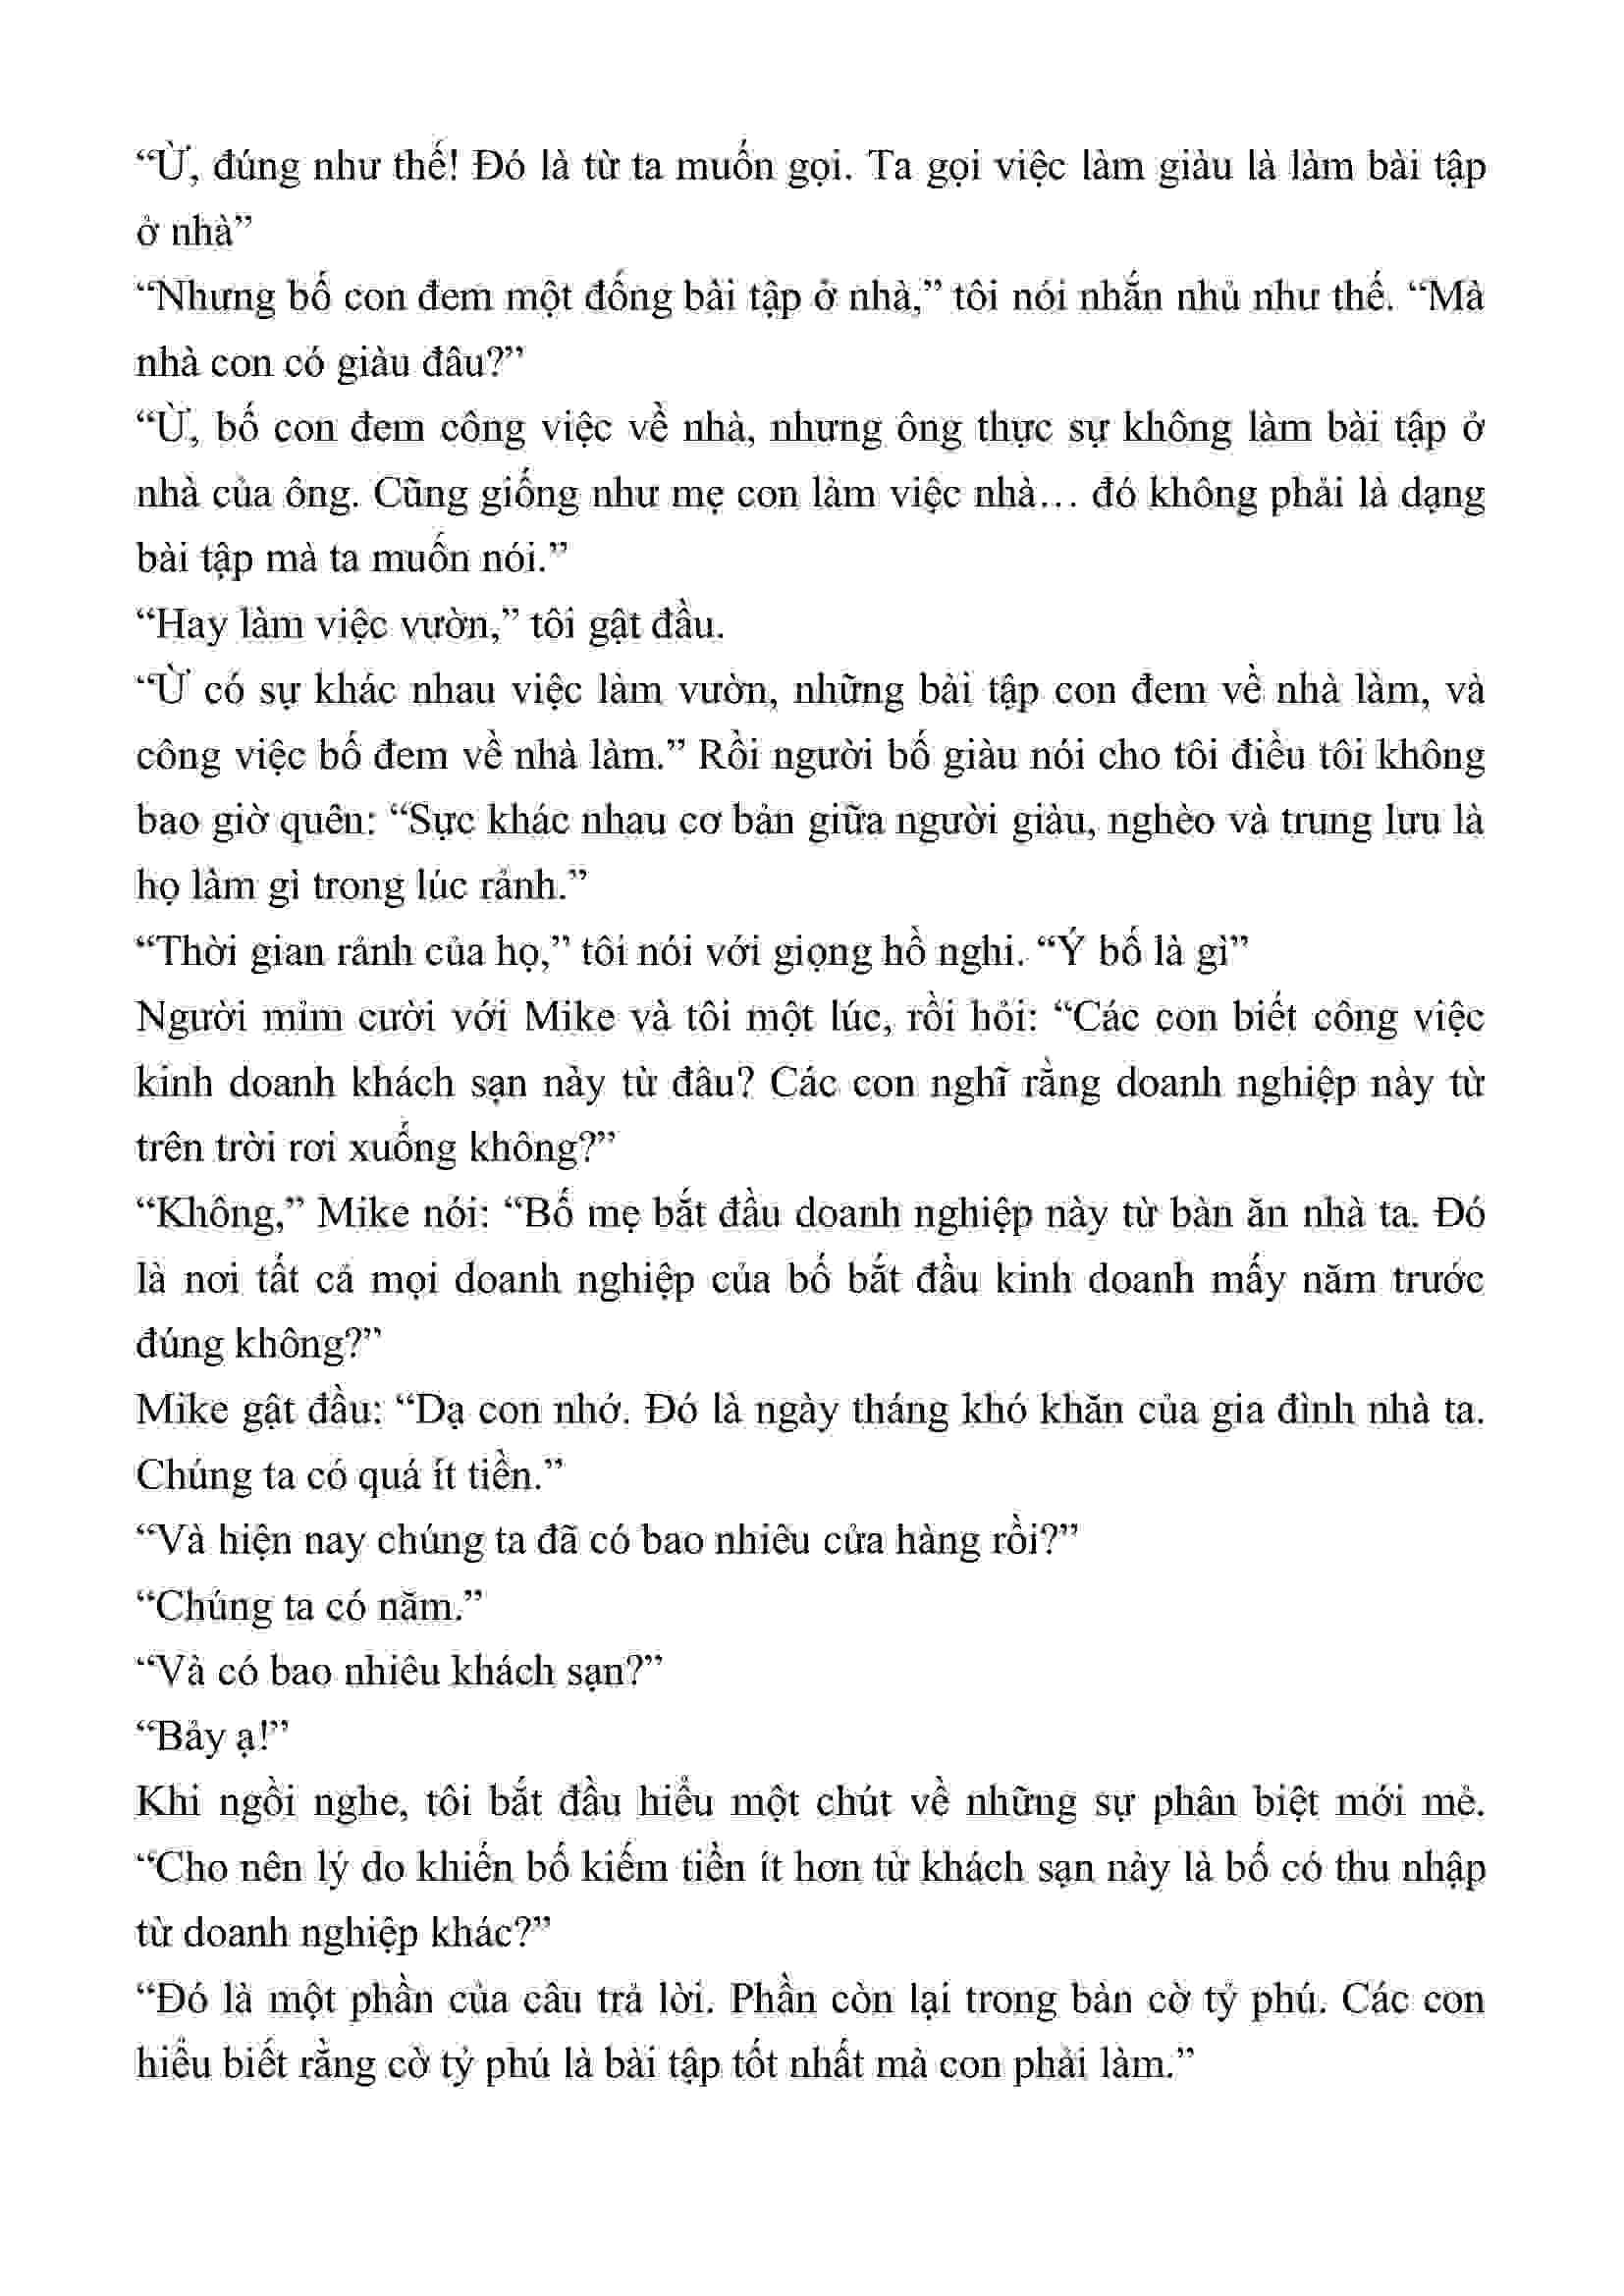 “Ừ, đúng như thế! Đó là từ ta muốn gọi. Ta gọi việc làm giàu là làm bài tập
ở nhà”
“Nhưng bố con đem một đống bài tập ở nhà,” tôi nói nhắn nhủ như thế. “Mà
nhà con có giàu đâu?”
“Ừ, bố con đem công việc về nhà, nhưng ông thực sự không làm bài tập ở
nhà của ông. Cũng giống như mẹ con làm việc nhà… đó không phải là dạng
bài tập mà ta muốn nói.”
“Hay làm việc vườn,” tôi gật đầu.
“Ừ có sự khác nhau việc làm vườn, những bài tập con đem về nhà làm, và
công việc bố đem về nhà làm.” Rồi người bố giàu nói cho tôi điều tôi không
bao giờ quên: “Sực khác nhau cơ bản giữa người giàu, nghèo và trung lưu là
họ làm gì trong lúc rảnh.”
“Thời gian rảnh của họ,” tôi nói với giọng hồ nghi. “Ý bố là gì”
Người mỉm cười với Mike và tôi một lúc, rồi hỏi: “Các con biết công việc
kinh doanh khách sạn này từ đâu? Các con nghĩ rằng doanh nghiệp này từ
trên trời rơi xuống không?”
“Không,” Mike nói: “Bố mẹ bắt đầu doanh nghiệp này từ bàn ăn nhà ta. Đó
là nơi tất cả mọi doanh nghiệp của bố bắt đầu kinh doanh mấy năm trước
đúng không?”
Mike gật đầu: “Dạ con nhớ. Đó là ngày tháng khó khăn của gia đình nhà ta.
Chúng ta có quá ít tiền.”
“Và hiện nay chúng ta đã có bao nhiêu cửa hàng rồi?”
“Chúng ta có năm.”
“Và có bao nhiêu khách sạn?”
“Bảy ạ!”
Khi ngồi nghe, tôi bắt đầu hiểu một chút về những sự phân biệt mới mẻ.
“Cho nên lý do khiến bố kiếm tiền ít hơn từ khách sạn này là bố có thu nhập
từ doanh nghiệp khác?”
“Đó là một phần của câu trả lời. Phần còn lại trong bàn cờ tỷ phú. Các con
hiểu biết rằng cờ tỷ phú là bài tập tốt nhất mà con phải làm.”